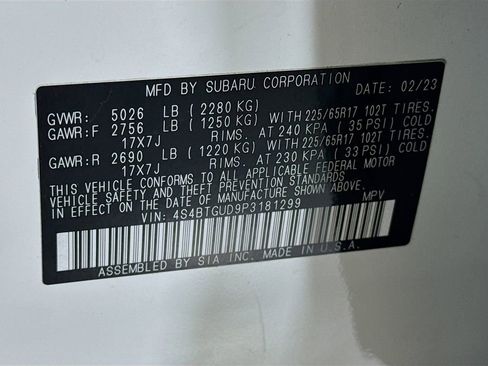 MFD BY SUBARU CORPORATION DATE: 02/23
GVWR: 5026 LB (2280 KG)
GAWR:F 2756 LB (1250 KG) WITH 225/65R17 102T TIRES.
17X7J RIMS. AT 240 KPA (35 PSI) COLD
GAWR:R 2690 LB (1220 KG) WITH 225/65R17 102T TIRES.
17X7J RIMS. AT 230 KPA (33 PSI) COLD
THIS VEHICLE CONFORMS TO ALL APPLICABLE FEDERAL MOTOR
VEHICLE SAFETY AND THEFT PREVENTION STANDARDS IN
EFFECT ON THE DATE OF MANUFACTURE SHOWN ABOVE.
VIN: 4S4BTGUD9P3181299 MPV
ASSEMBLED BY SIA INC. MADE IN U.S.A.